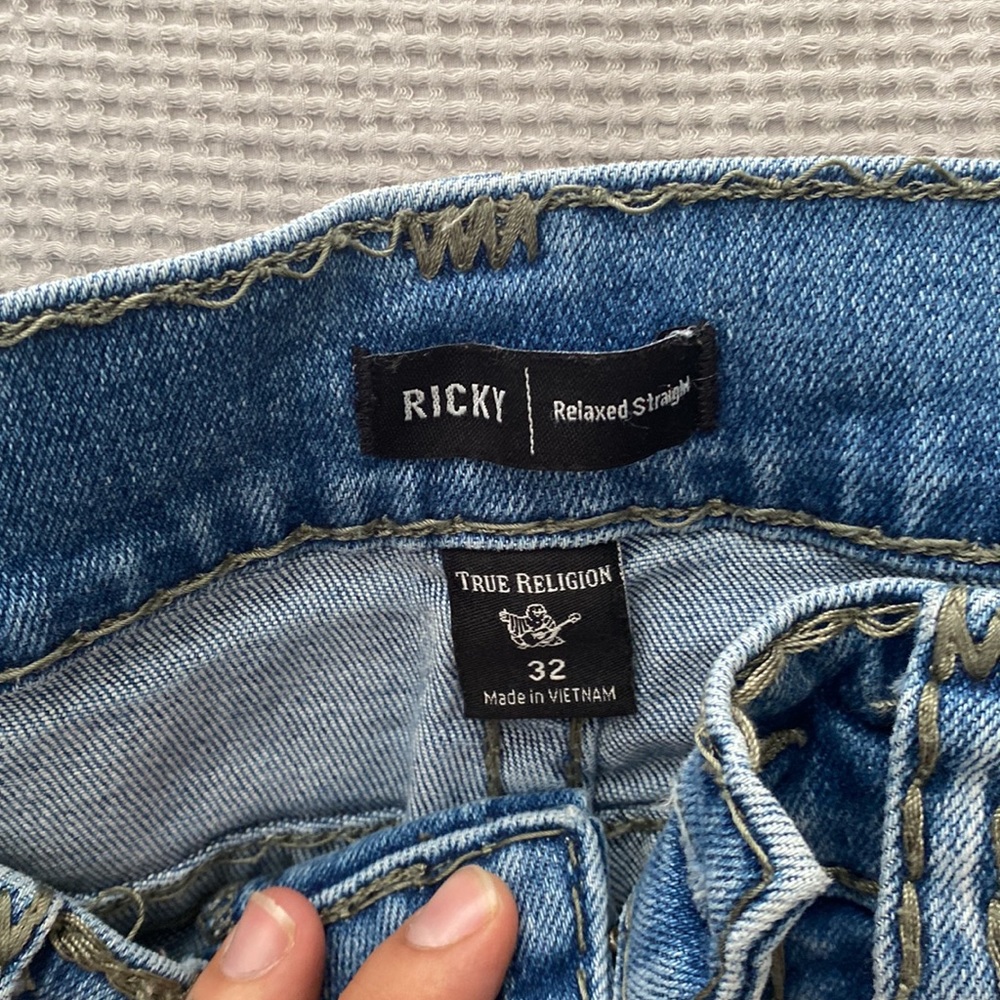 RICKY | Relaxed Straight
TRUE RELIGION
32
Made in VIETNAM